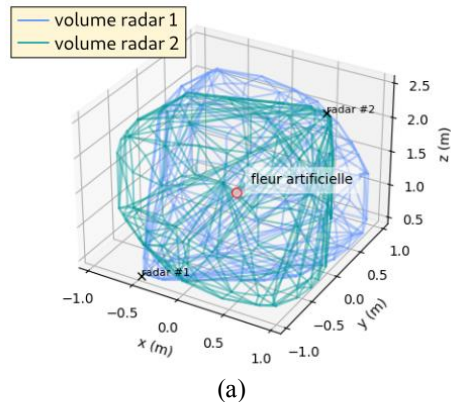 volume radar 1
volume radar 2
radar #2
fleur artificielle
radar #1
2.5
2.0
1.5
1.0
0.5
z (m)
−1.0
−0.5
0.0
0.5
1.0
x (m)
−1.0
−0.5
0.0
0.5
1.0
y (m)
(a)